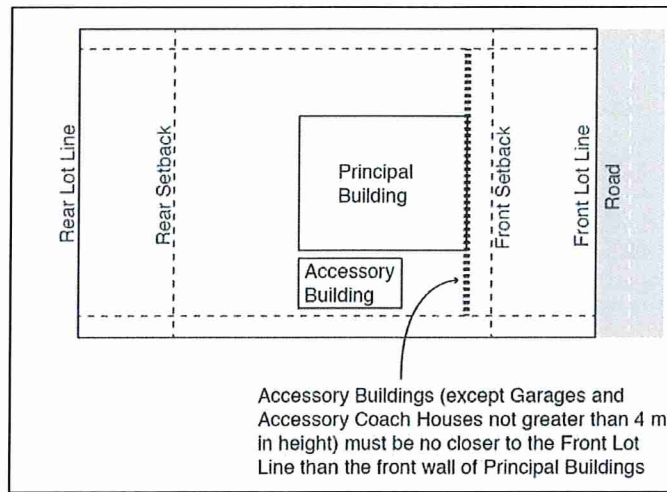 Rear Lot Line
Rear Setback
Principal
Building
Accessory
Building
Front Setback
Front Lot Line
Road
Accessory Buildings (except Garages and
Accessory Coach Houses not greater than 4 m
in height) must be no closer to the Front Lot
Line than the front wall of Principal Buildings